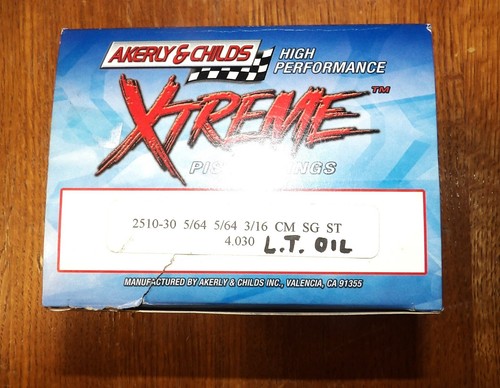 AKERLY & CHILDS
HIGH
PERFORMANCE
XTREME™
2510-30 5/64 5/64 3/16 CM SG ST
4.030 L.T. OIL
MANUFACTURED BY AKERLY & CHILDS INC., VALENCIA, CA 91355